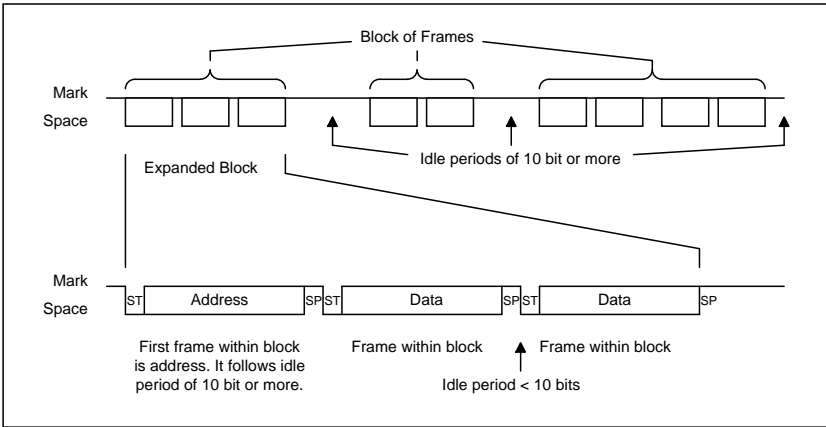 Block of Frames
Mark
Space
Idle periods of 10 bit or more
Expanded Block
Mark
Space
ST Address SP ST Data SP ST Data SP
First frame within block
is address. It follows idle
period of 10 bit or more.
Frame within block
Frame within block
Idle period < 10 bits